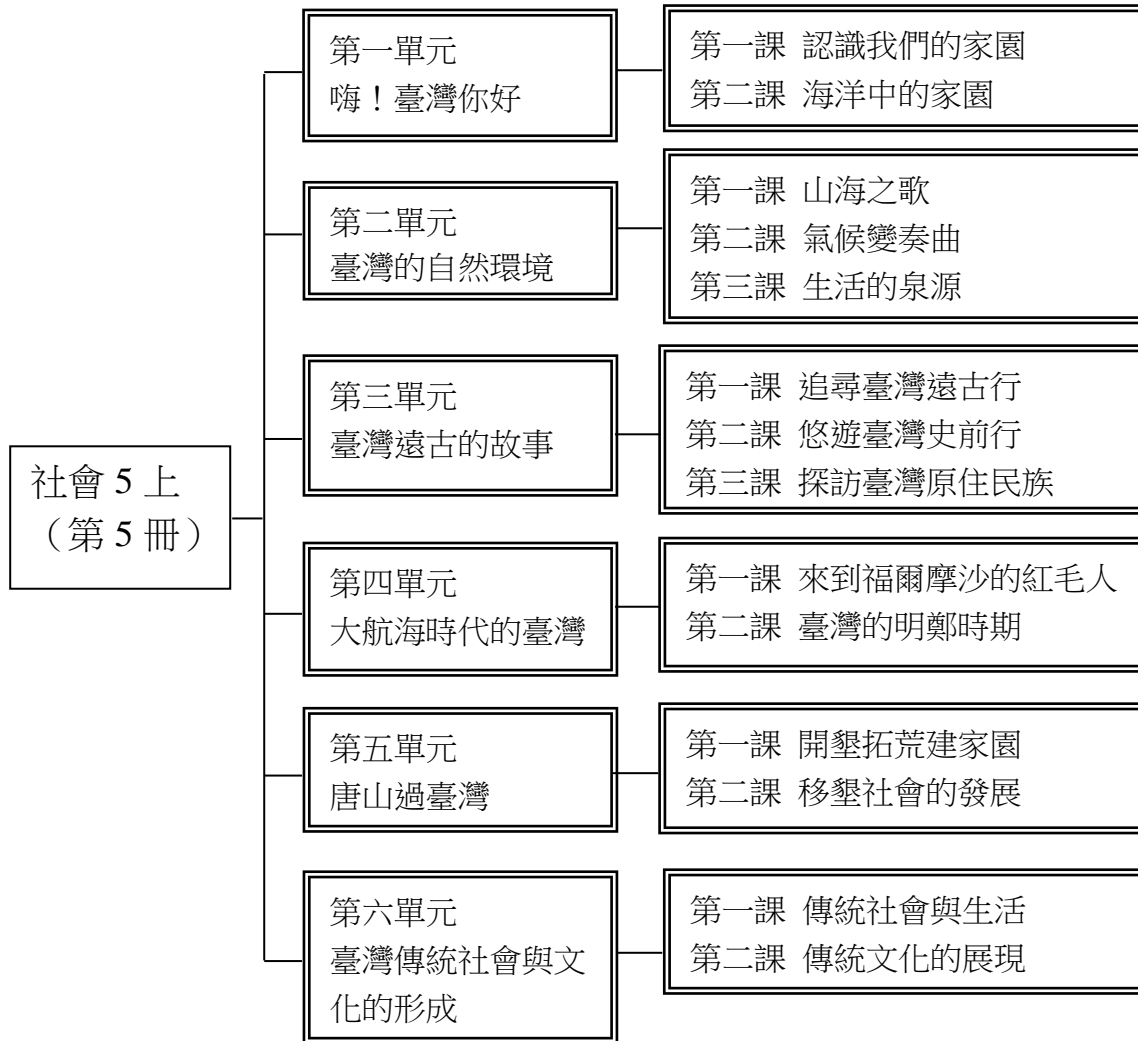 社會 5 上
（第 5 冊）
第一單元
嗨！臺灣你好
第一課 認識我們的家園
第二課 海洋中的家園
第二單元
臺灣的自然環境
第一課 山海之歌
第二課 氣候變奏曲
第三課 生活的泉源
第三單元
臺灣遠古的故事
第一課 追尋臺灣遠古行
第二課 悠遊臺灣史前行
第三課 探訪臺灣原住民族
第四單元
大航海時代的臺灣
第一課 來到福爾摩沙的紅毛人
第二課 臺灣的明鄭時期
第五單元
唐山過臺灣
第一課 開墾拓荒建家園
第二課 移墾社會的發展
第六單元
臺灣傳統社會與文
化的形成
第一課 傳統社會與生活
第二課 傳統文化的展現